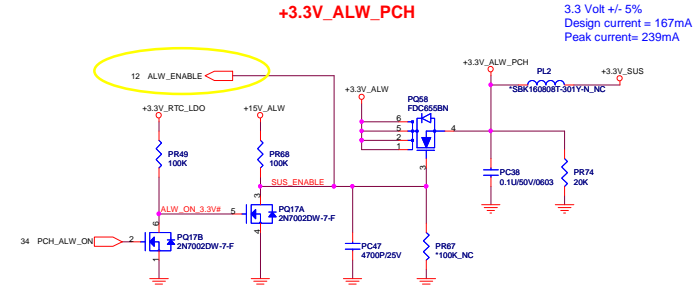 +3.3V_ALW_PCH
3.3 Volt +/- 5%
Design current = 167mA
Peak current= 239mA
12 ALW_ENABLE
+3.3V_ALW_PCH
PL2
+3.3V_SUS
*SBK160808T-301Y-N_NC
+3.3V_RTC_LDO
+15V_ALW
+3.3V_ALW
PQ58
FDC655BN
6
5
2
1
4
3
PR49
100K
PR68
100K
PC38
0.1U/50V/0603
PR74
20K
SUS_ENABLE
ALW_ON_3.3V#
3
5
4
PQ17A
2N7002DW-7-F
34 PCH_ALW_ON
6
2
1
PQ17B
2N7002DW-7-F
PC47
4700P/25V
PR67
*100K_NC